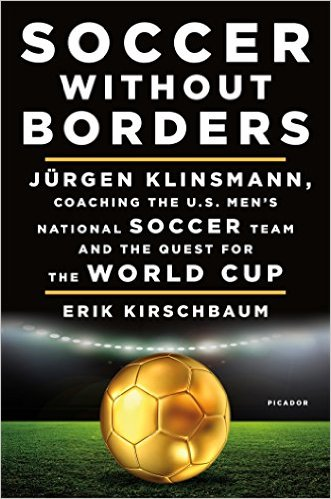 SOCCER
WITHOUT
BORDERS
JÜRGEN KLINSMANN,
COACHING THE U.S. MEN'S
NATIONAL SOCCER TEAM
AND THE QUEST FOR
THE WORLD CUP
ERIK KIRSCHBAUM
PICADOR